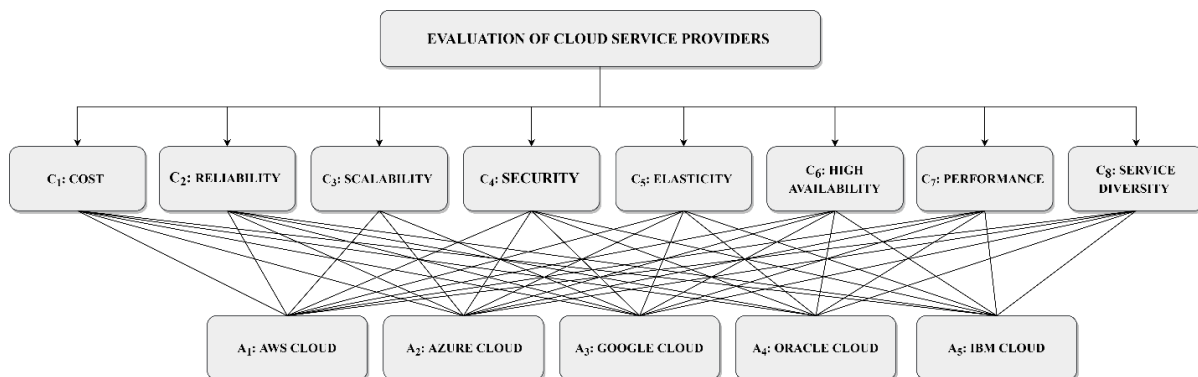 EVALUATION OF CLOUD SERVICE PROVIDERS
C₁: COST
C₂: RELIABILITY
C₃: SCALABILITY
C₄: SECURITY
C₅: ELASTICITY
C₆: HIGH
AVAILABILITY
C₇: PERFORMANCE
C₈: SERVICE
DIVERSITY
A₁: AWS CLOUD
A₂: AZURE CLOUD
A₃: GOOGLE CLOUD
A₄: ORACLE CLOUD
A₅: IBM CLOUD